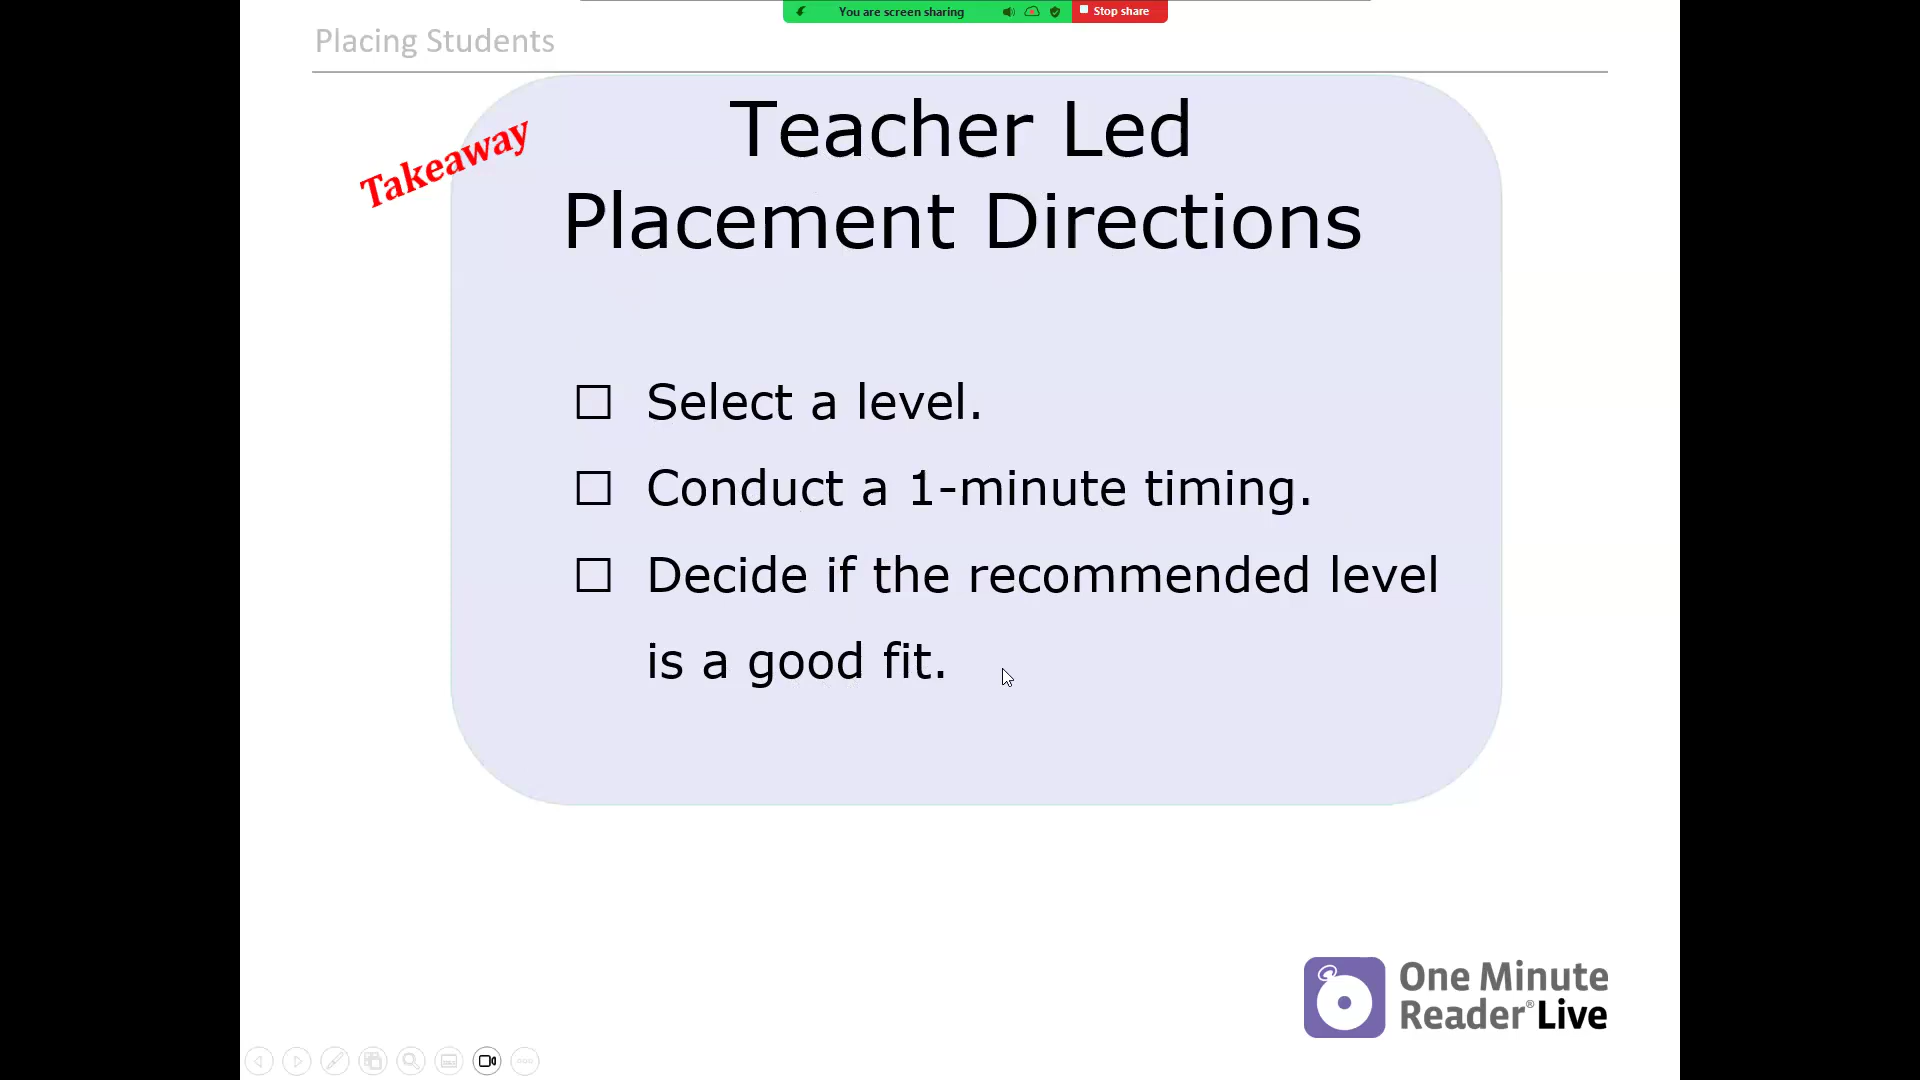 You are screen sharing
Stop share
Placing Students
Takeaway
Teacher Led
Placement Directions
☐ Select a level.
☐ Conduct a 1-minute timing.
☐ Decide if the recommended level
is a good fit.
One Minute
Reader® Live